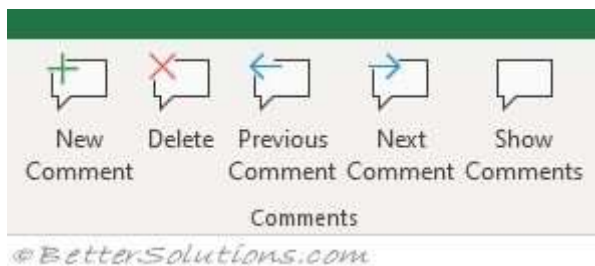 New Delete Previous Next Show
Comment Comment Comment Comments
Comments
©BetterSolutions.com